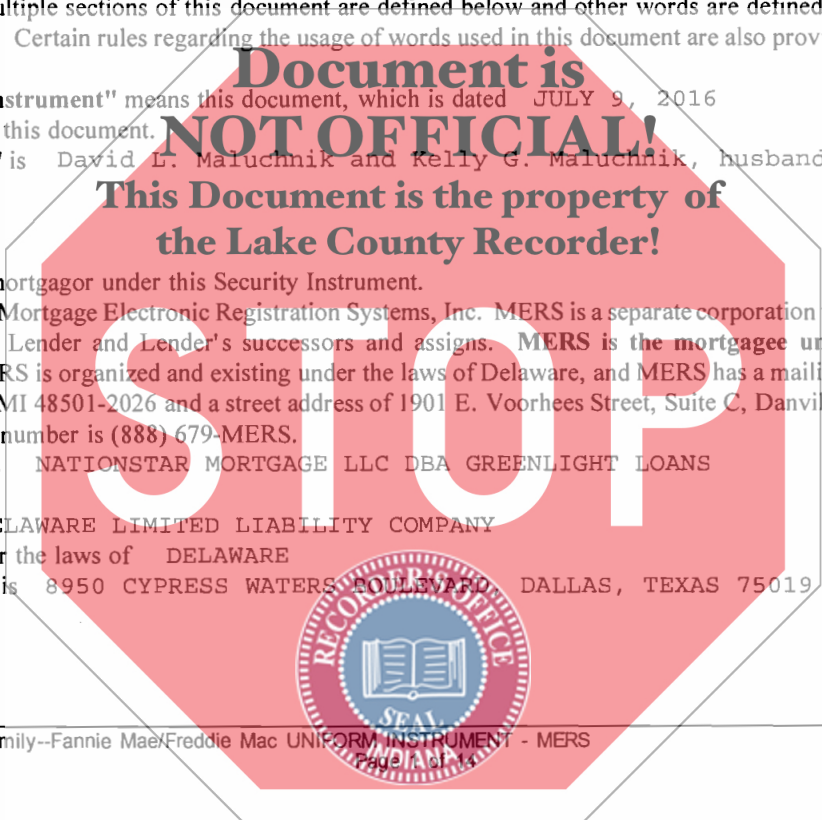 ltiple sections of this document are defined below and other words are defined
Certain rules regarding the usage of words used in this document are also prov
Document is
nstrument" means this document, which is dated JULY 9, 2016
this document.
NOT OFFICIAL!
is David L. Maluchnik and Kelly G. Maluchnik, husband
This Document is the property of
the Lake County Recorder!
ortgagor under this Security Instrument.
Mortgage Electronic Registration Systems, Inc. MERS is a separate corporation
Lender and Lender's successors and assigns. MERS is the mortgagee un
RS is organized and existing under the laws of Delaware, and MERS has a maili
MI 48501-2026 and a street address of 1901 E. Voorhees Street, Suite C, Danvil
number is (888) 679-MERS.
STOP
NATIONSTAR MORTGAGE LLC DBA GREENLIGHT LOANS
ELAWARE LIMITED LIABILITY COMPANY
r the laws of DELAWARE
is 8950 CYPRESS WATERS BOULEVARD, DALLAS, TEXAS 75019
RECORDER'S OFFICE
SEAL
INDIANA
mily--Fannie Mae/Freddie Mac UNIFORM INSTRUMENT - MERS
Page 1 of 14